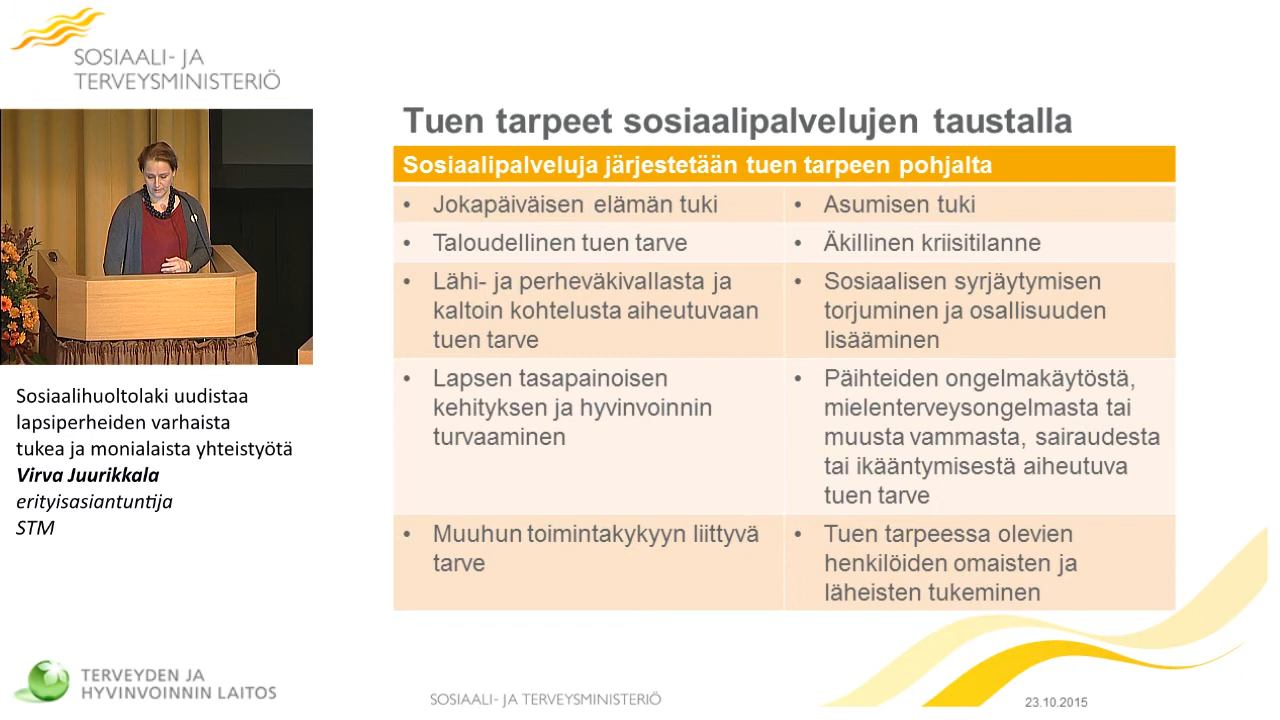 SOSIAALI- JA
TERVEYSMINISTERIÖ
Sosiaalihuoltolaki uudistaa
lapsiperheiden varhaista
tukea ja monialaista yhteistyötä
Virva Juurikkala
erityisasiantuntija
STM
TERVEYDEN JA
HYVINVOINNIN LAITOS
Tuen tarpeet sosiaalipalvelujen taustalla
Sosiaalipalveluja järjestetään tuen tarpeen pohjalta
• Jokapäiväisen elämän tuki
• Asumisen tuki
• Taloudellinen tuen tarve
• Äkillinen kriisitilanne
• Lähi- ja perheväkivallasta ja
kaltoin kohtelusta aiheutuvaan
tuen tarve
• Sosiaalisen syrjäytymisen
torjuminen ja osallisuuden
lisääminen
• Lapsen tasapainoisen
kehityksen ja hyvinvoinnin
turvaaminen
• Päihteiden ongelmakäytöstä,
mielenterveysongelmasta tai
muusta vammasta, sairaudesta
tai ikääntymisestä aiheutuva
tuen tarve
• Muuhun toimintakykyyn liittyvä
tarve
• Tuen tarpeessa olevien
henkilöiden omaisten ja
läheisten tukeminen
SOSIAALI- JA TERVEYSMINISTERIÖ
23.10.2015